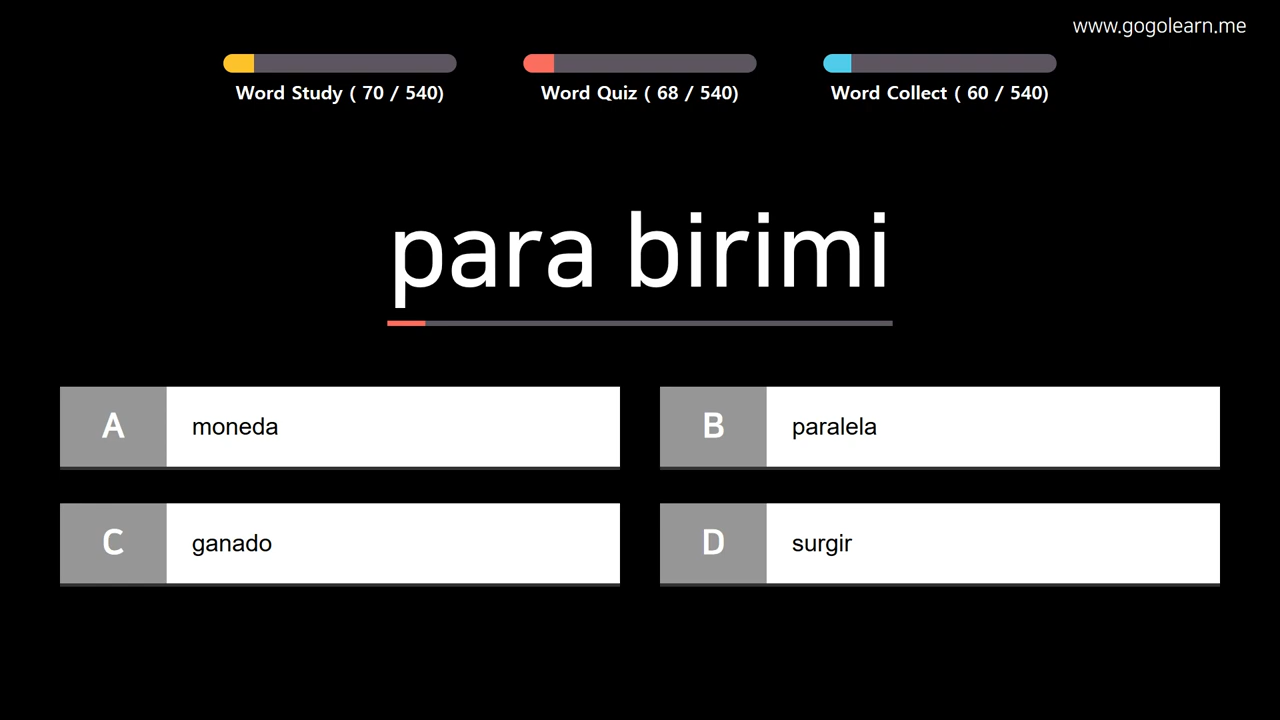 www.gogolearn.me
Word Study ( 70 / 540)
Word Quiz ( 68 / 540)
Word Collect ( 60 / 540)
para birimi
A moneda
B paralela
C ganado
D surgir